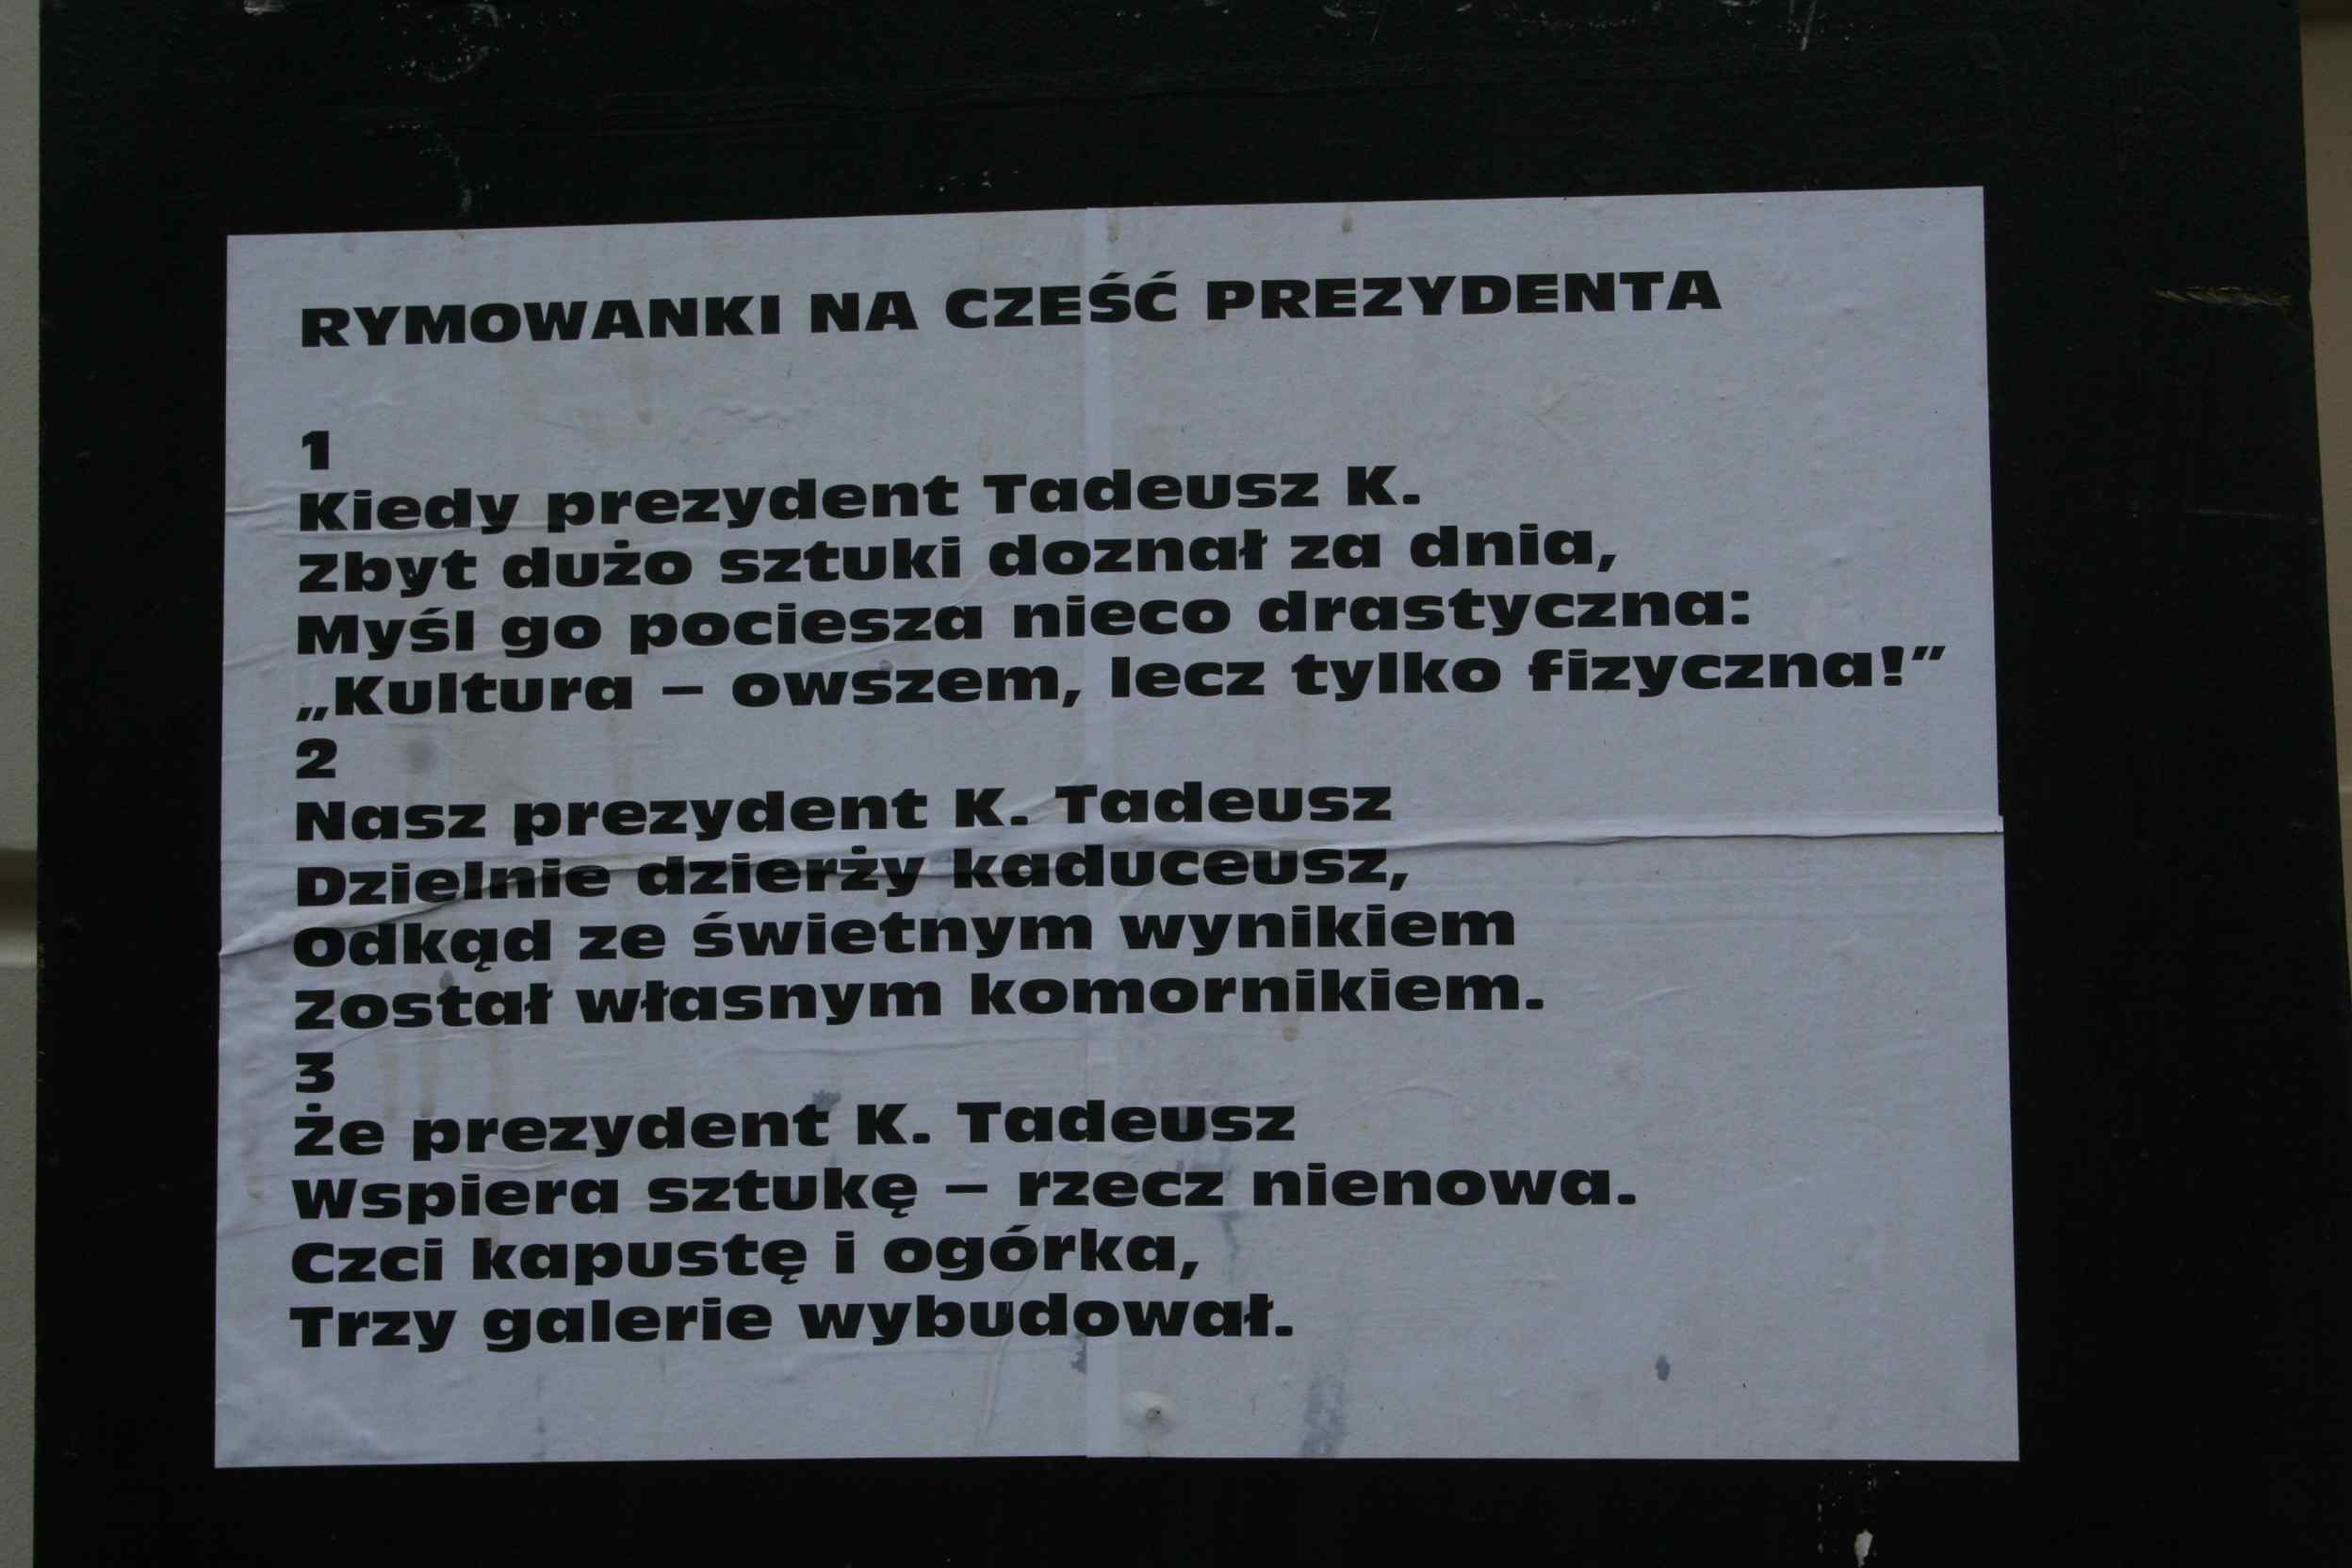 RYMOWANKI NA CZEŚĆ PREZYDENTA
1
Kiedy prezydent Tadeusz K.
Zbyt dużo sztuki doznał za dnia,
Myśl go pociesza nieco drastyczna:
„Kultura – owszem, lecz tylko fizyczna!”
2
Nasz prezydent K. Tadeusz
Dzielnie dzierży kaduceusz,
Odkąd ze świetnym wynikiem
Został własnym komornikiem.
3
Że prezydent K. Tadeusz
Wspiera sztukę – rzecz nienowa.
Czci kapustę i ogórka,
Trzy galerie wybudował.